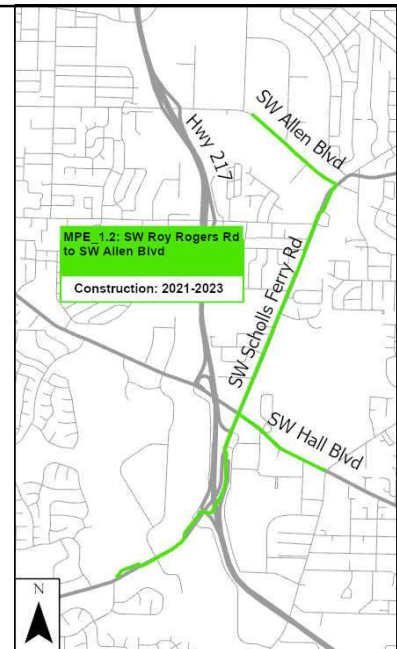 SW Allen Blvd
Hwy 217
MPE_1.2: SW Roy Rogers Rd
to SW Allen Blvd
Construction: 2021-2023
SW Scholls Ferry Rd
SW Hall Blvd
N